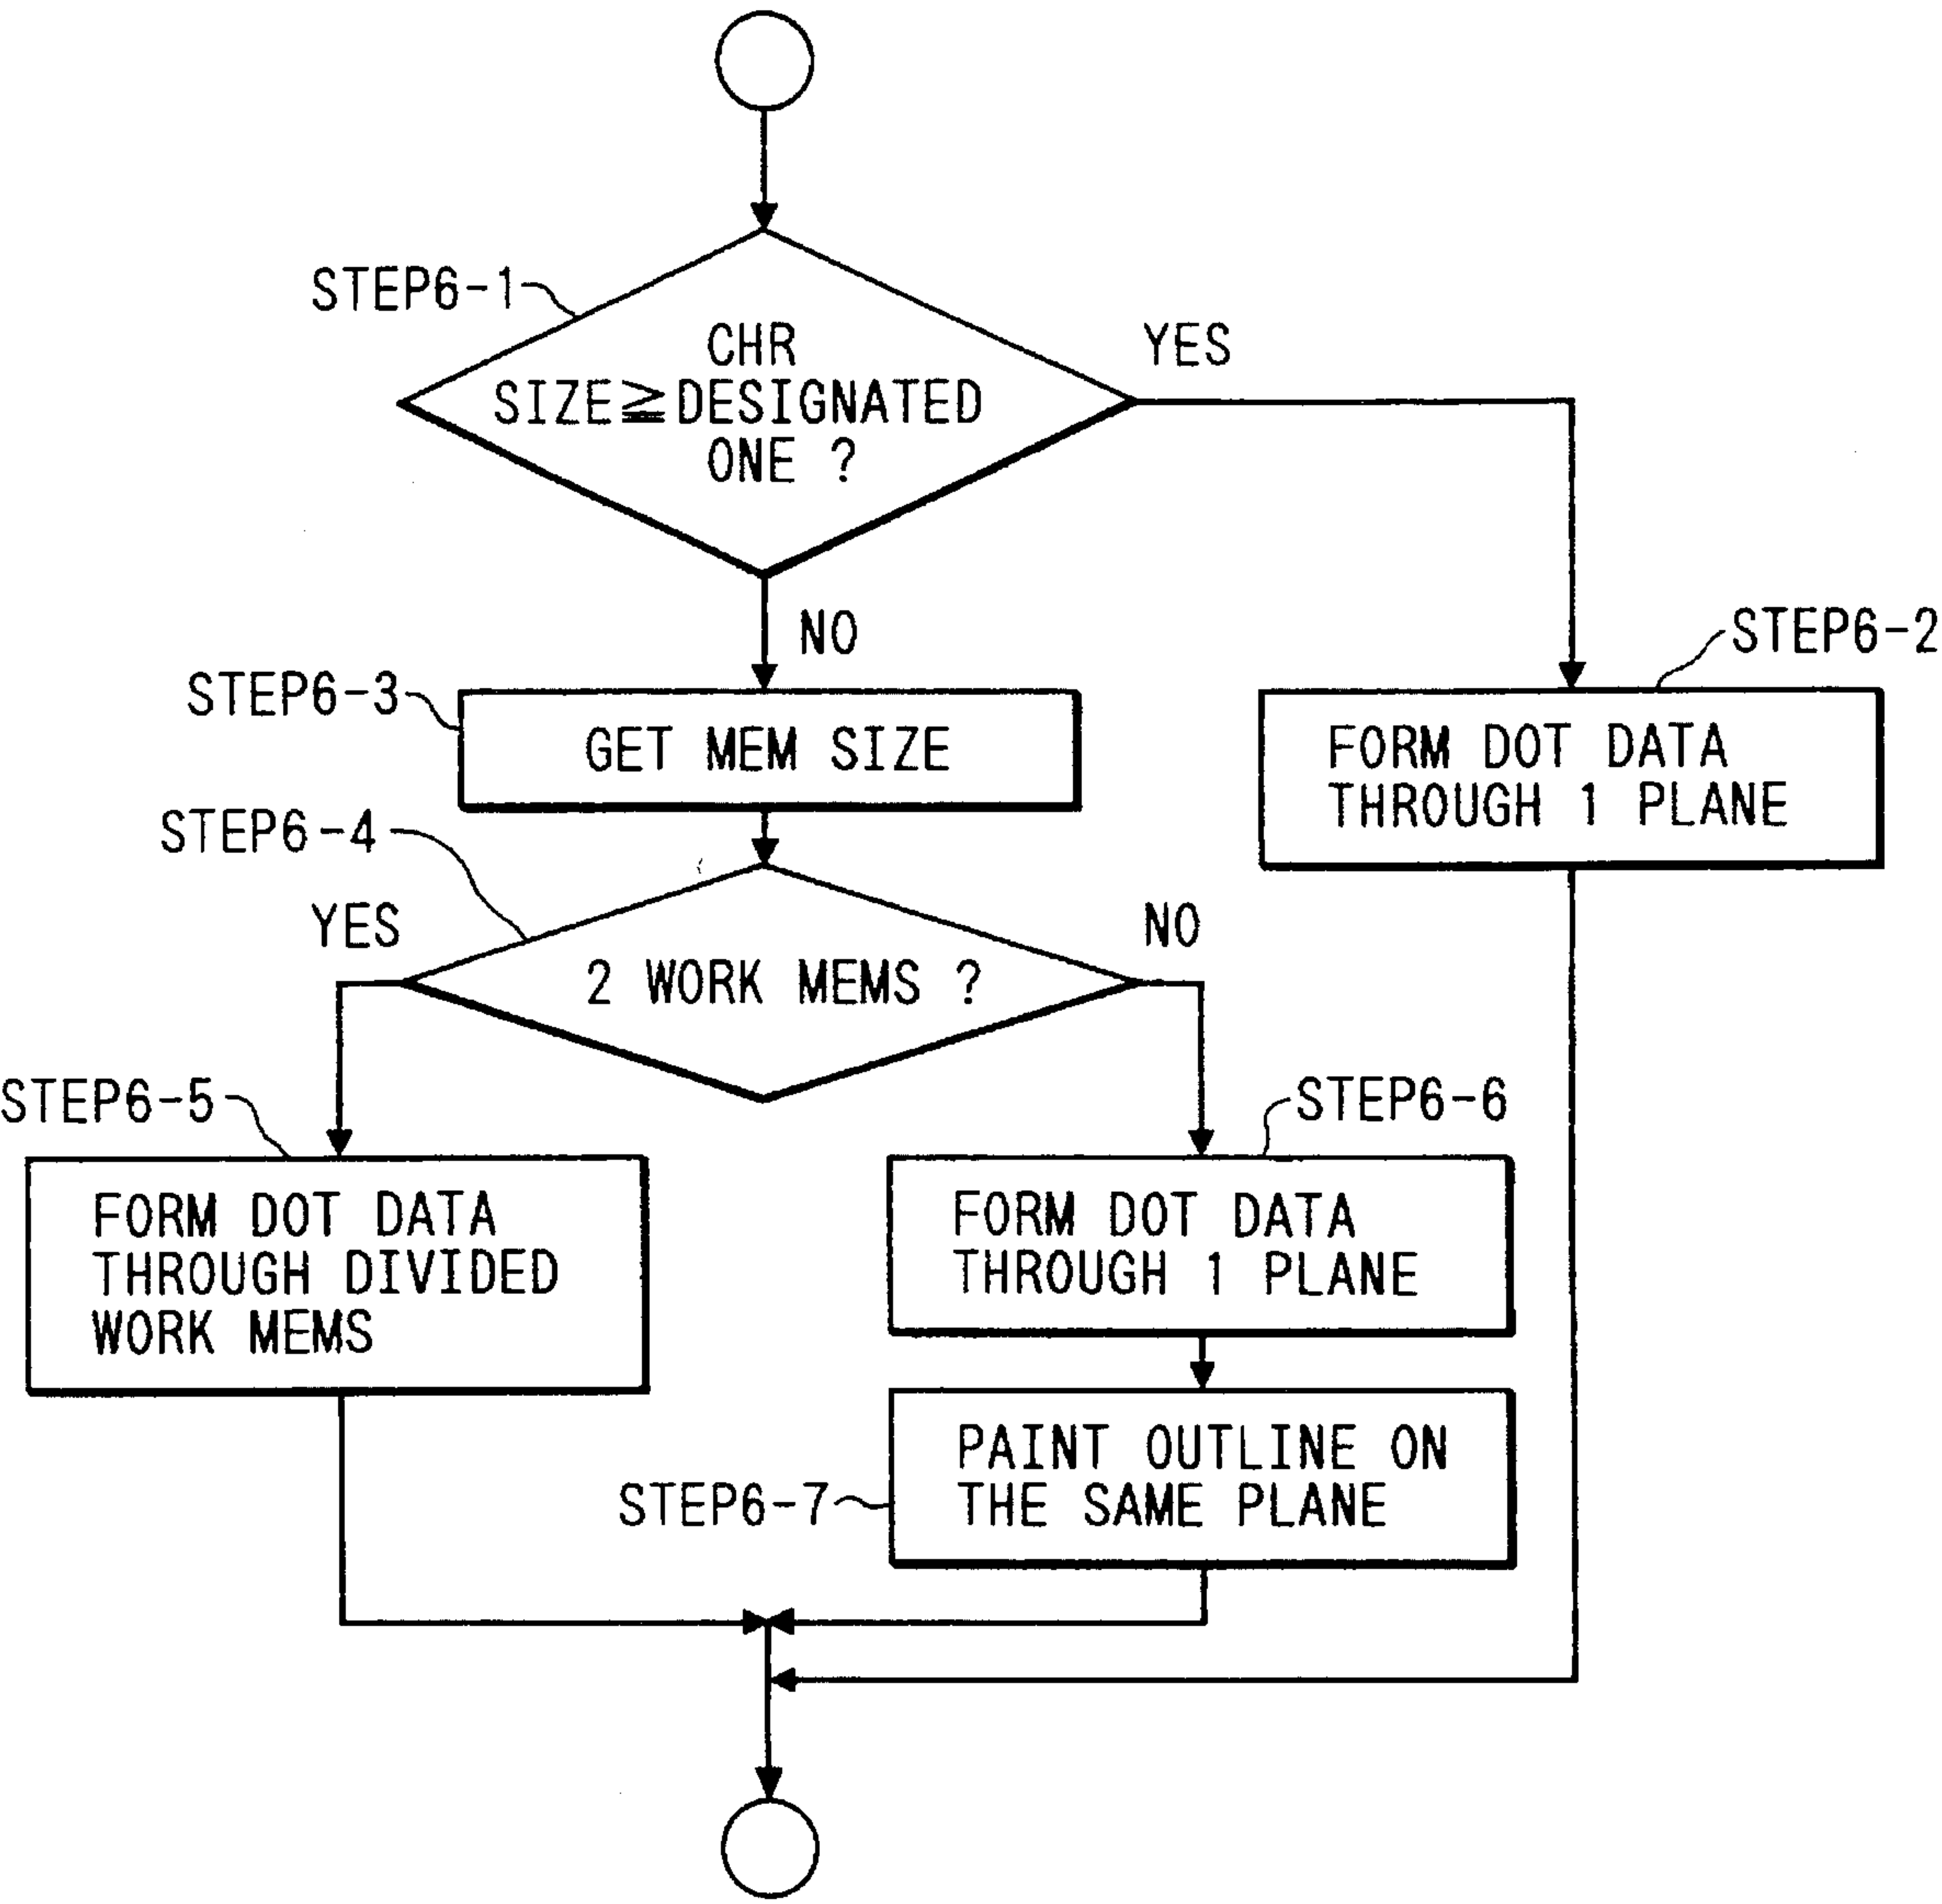 STEP6-1
CHR
SIZE≧DESIGNATED
ONE ?
YES
NO
STEP6-2
FORM DOT DATA
THROUGH 1 PLANE
STEP6-3
GET MEM SIZE
STEP6-4
YES
NO
2 WORK MEMS ?
STEP6-5
FORM DOT DATA
THROUGH DIVIDED
WORK MEMS
STEP6-6
FORM DOT DATA
THROUGH 1 PLANE
STEP6-7
PAINT OUTLINE ON
THE SAME PLANE